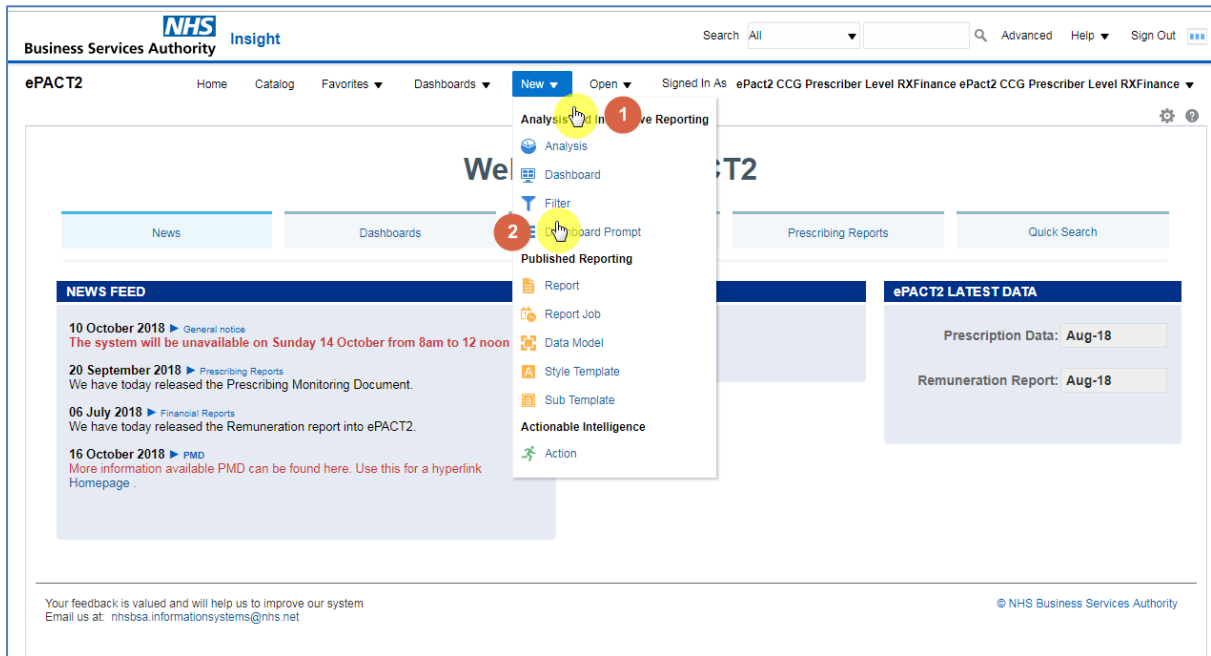 NHS
Business Services Authority
Insight
Search All Advanced Help Sign Out
ePACT2 Home Catalog Favorites Dashboards New Open Signed In As ePact2 CCG Prescriber Level RXFinance ePact2 CCG Prescriber Level RXFinance
1
Reporting
Analysis
Dashboard
Filter
2
Prompt
Published Reporting
Report
Report Job
Data Model
Style Template
Sub Template
Actionable Intelligence
Action
News Dashboards Prescribing Reports Quick Search
NEWS FEED
10 October 2018 General notice
The system will be unavailable on Sunday 14 October from 8am to 12 noon
20 September 2018 Prescribing Reports
We have today released the Prescribing Monitoring Document.
06 July 2018 Financial Reports
We have today released the Remuneration report into ePACT2.
16 October 2018 PMD
More information available PMD can be found here. Use this for a hyperlink
Homepage .
ePACT2 LATEST DATA
Prescription Data: Aug-18
Remuneration Report: Aug-18
Your feedback is valued and will help us to improve our system
Email us at: nhsbsa.informationsystems@nhs.net
© NHS Business Services Authority